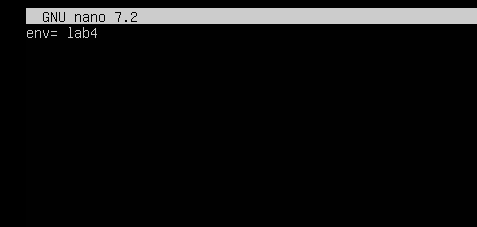 GNU nano 7.2
env= lab4